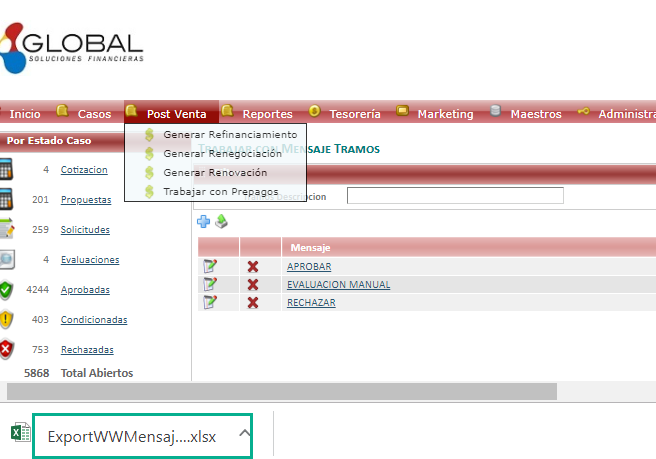 GLOBAL
SOLUCIONES FINANCIERAS
Inicio Casos Post Venta Reportes Tesorería Marketing Maestros Administra
Por Estado Caso
4 Cotizacion
201 Propuestas
259 Solicitudes
4 Evaluaciones
4244 Aprobadas
403 Condicionadas
753 Rechazadas
5868 Total Abiertos
Generar Refinanciamiento
Generar Renegociación
Generar Renovación
Trabajar con Prepagos
Trabajar con Mensaje Tramos
Descripcion
Mensaje
APROBAR
EVALUACION MANUAL
RECHAZAR
ExportWWMensaj....xlsx